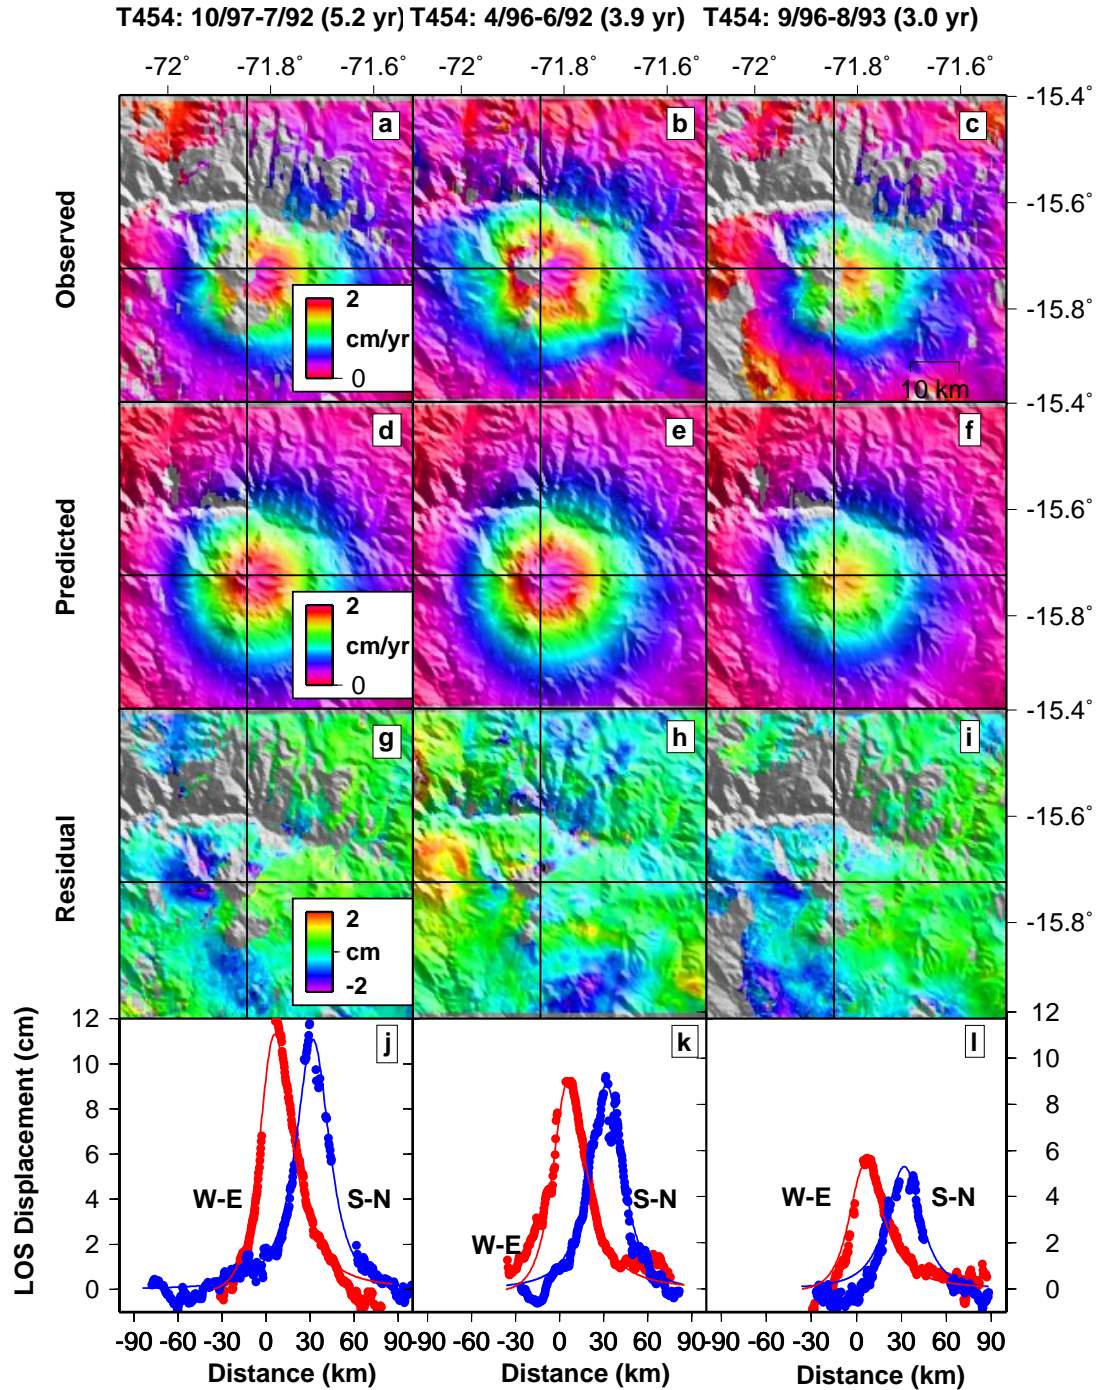 T454: 10/97-7/92 (5.2 yr) T454: 4/96-6/92 (3.9 yr) T454: 9/96-8/93 (3.0 yr)
-72˚ -71.8˚ -71.6˚ -72˚ -71.8˚ -71.6˚ -72˚ -71.8˚ -71.6˚
-15.4˚
a b c
Observed
-15.6˚
2
cm/yr
0
-15.8˚
10 km
-15.4˚
d e f
Predicted
-15.6˚
2
cm/yr
0
-15.8˚
-15.4˚
g h i
Residual
-15.6˚
2
cm
-2
-15.8˚
LOS Displacement (cm)
12 12
j k l
10 10
8 8
6 6
W-E S-N S-N W-E S-N
4 4
W-E
2 2
0 0
-90 -60 -30 0 30 60 90 -90 -60 -30 0 30 60 90 -90 -60 -30 0 30 60 90
Distance (km) Distance (km) Distance (km)